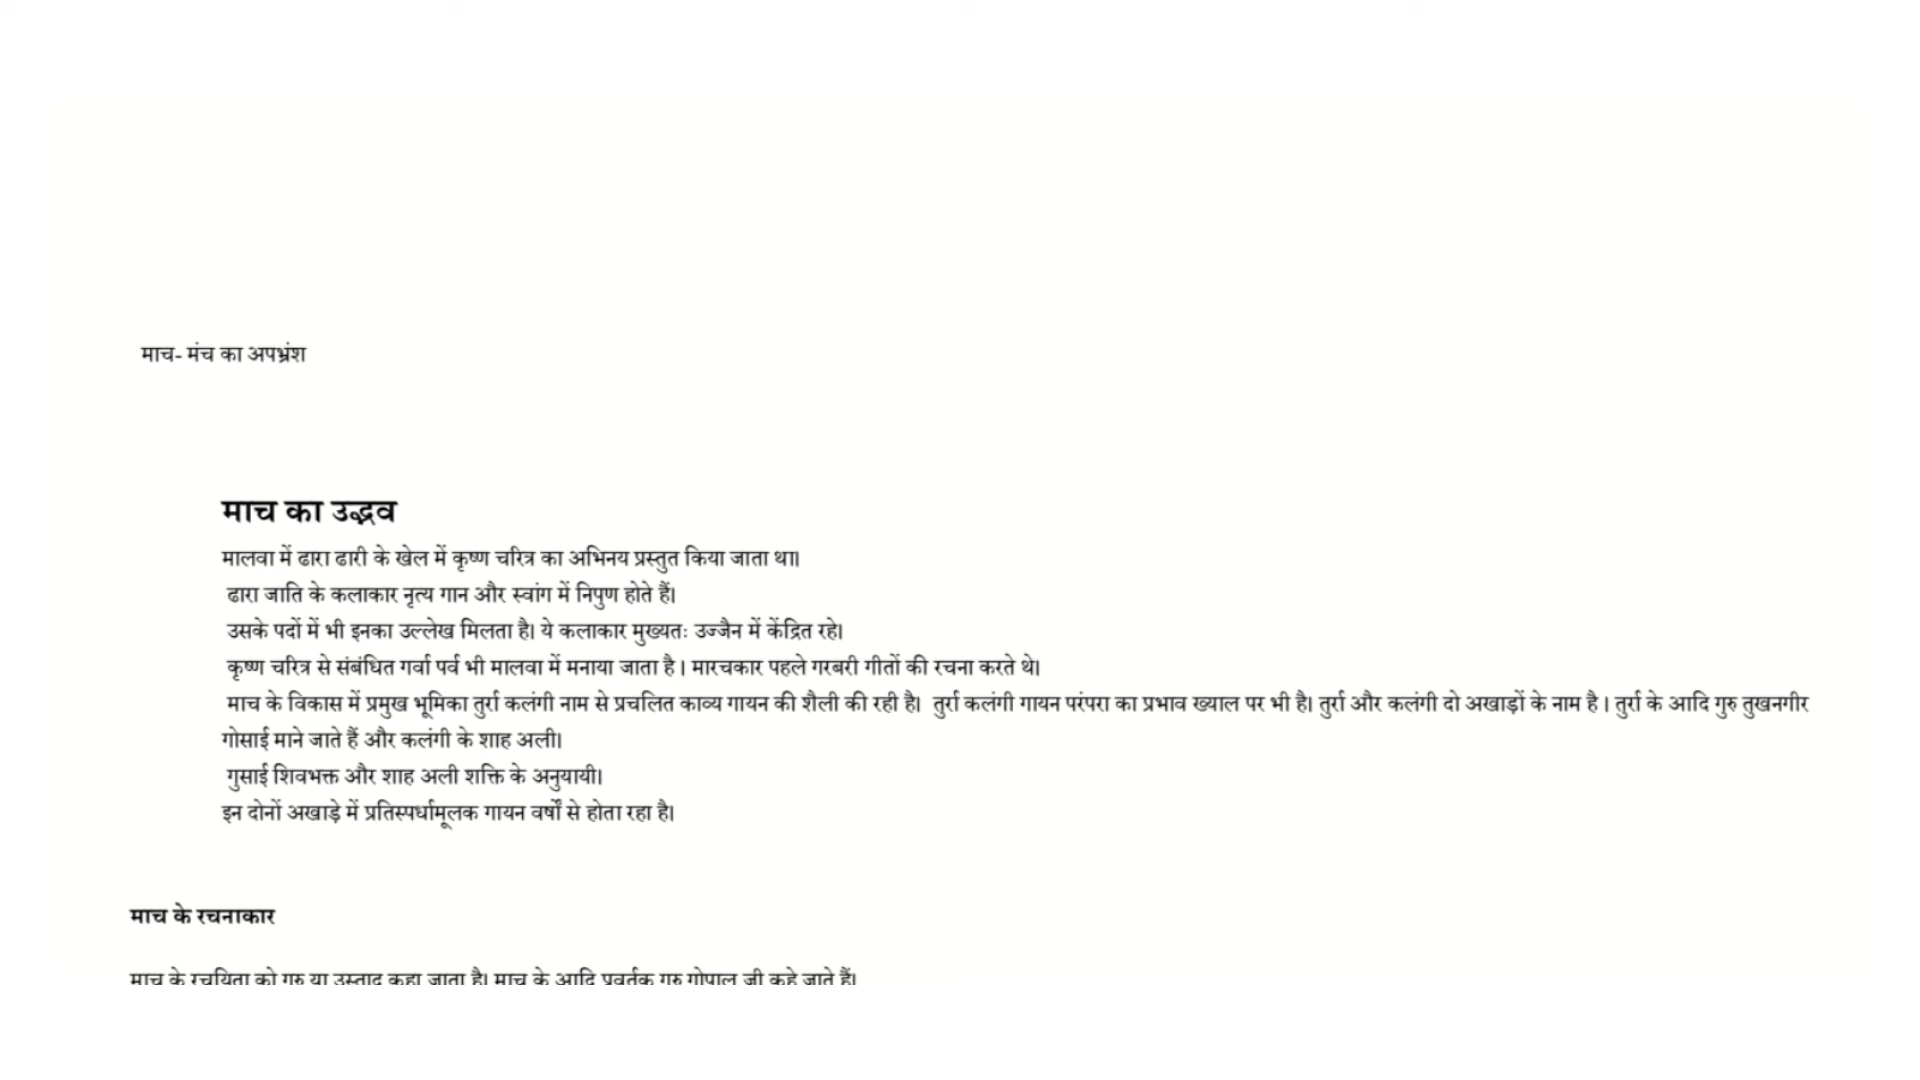 माच- मंच का अपभ्रंश
माच का उद्भव
मालवा में ढारा ढारी के खेल में कृष्ण चरित्र का अभिनय प्रस्तुत किया जाता था।
ढारा जाति के कलाकार नृत्य गान और स्वांग में निपुण होते हैं।
उसके पदों में भी इनका उल्लेख मिलता है। ये कलाकार मुख्यतः उज्जैन में केंद्रित रहे।
कृष्ण चरित्र से संबंधित गर्वा पर्व भी मालवा में मनाया जाता है । मारचकार पहले गरबरी गीतों की रचना करते थे।
माच के विकास में प्रमुख भूमिका तुर्रा कलंगी नाम से प्रचलित काव्य गायन की शैली की रही है। तुर्रा कलंगी गायन परंपरा का प्रभाव ख्याल पर भी है। तुर्रा और कलंगी दो अखाड़ों के नाम है । तुर्रा के आदि गुरु तुखनगीर
गोसाई माने जाते हैं और कलंगी के शाह अली।
गुसाई शिवभक्त और शाह अली शक्ति के अनुयायी।
इन दोनों अखाड़े में प्रतिस्पर्धामूलक गायन वर्षों से होता रहा है।
माच के रचनाकार
माच के रचयिता को गुरु या उस्ताद कहा जाता है। माच के आदि प्रवर्तक गुरु गोपाल जी कहे जाते हैं।